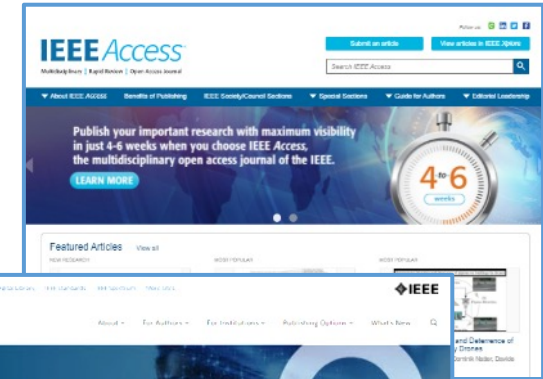 Follow us:
IEEE Access
Multidisciplinary | Rapid Review | Open Access Journal
Submit an article
View articles in IEEE Xplore
Search IEEE Access
About IEEE Access
Benefits of Publishing
IEEE Society/Council Sections
Special Sections
Guide for Authors
Editorial Leadership
Publish your important research with maximum visibility
in just 4-6 weeks when you choose IEEE Access,
the multidisciplinary open access journal of the IEEE.
LEARN MORE
4-to-6
weeks
Featured Articles View all
NEW RESEARCH
MOST POPULAR
MOST POPULAR
IEEE
and Deterrence of
y Drones
Dominik Nader, Davide
About
For Authors
For Institutions
Publishing Options
What's New